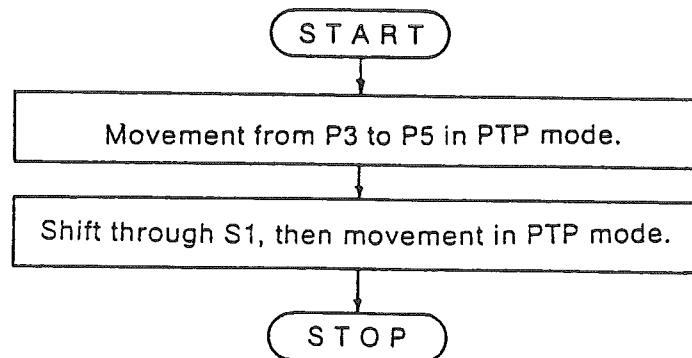 START
Movement from P3 to P5 in PTP mode.
Shift through S1, then movement in PTP mode.
STOP